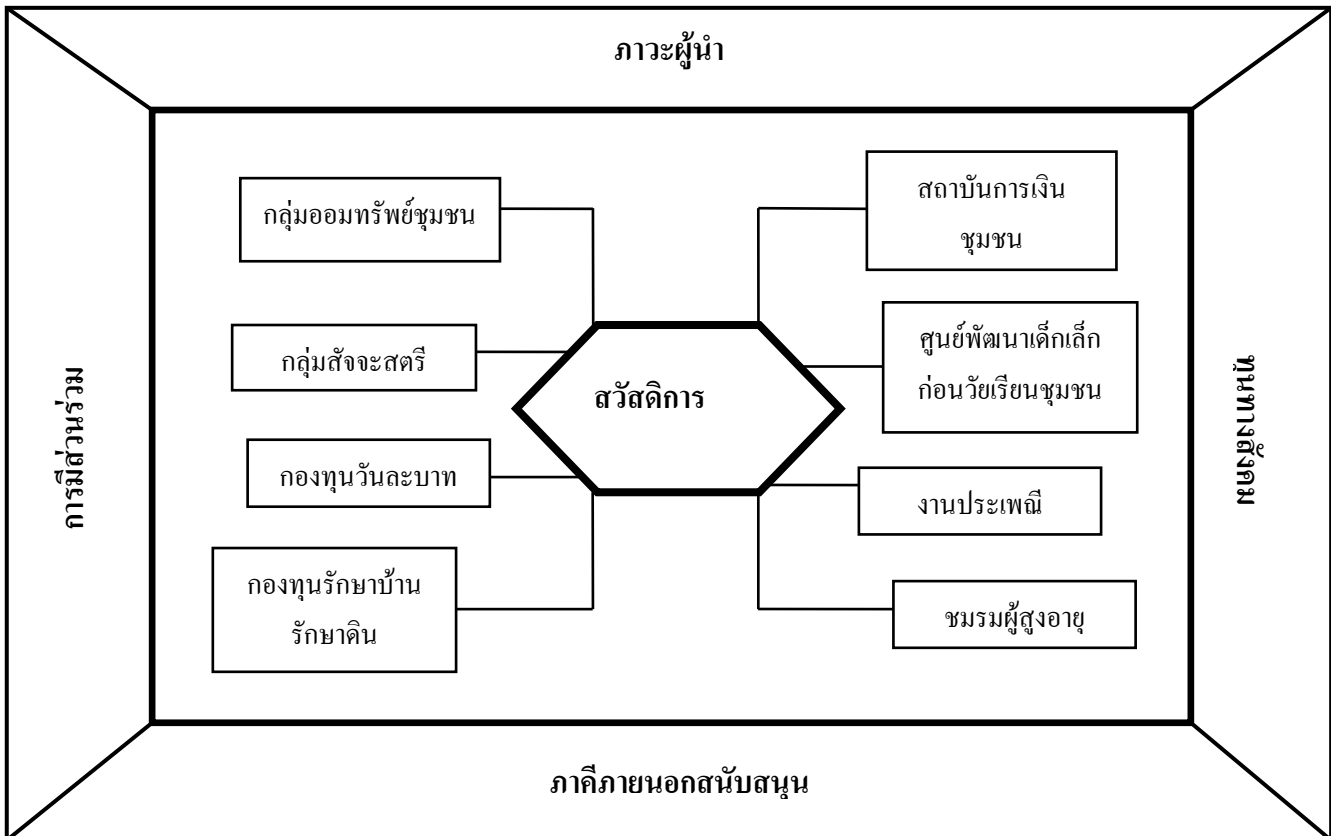 ภาวะผู้นำ
กลุ่มออมทรัพย์ชุมชน
สถาบันการเงิน
ชุมชน
กลุ่มสัจจะสตรี
ศูนย์พัฒนาเด็กเล็ก
ก่อนวัยเรียนชุมชน
สวัสดิการ
การมีส่วนร่วม
ทุนทางสังคม
กองทุนวันละบาท
งานประเพณี
กองทุนรักษาบ้าน
รักษาดิน
ชมรมผู้สูงอายุ
ภาคีภายนอกสนับสนุน